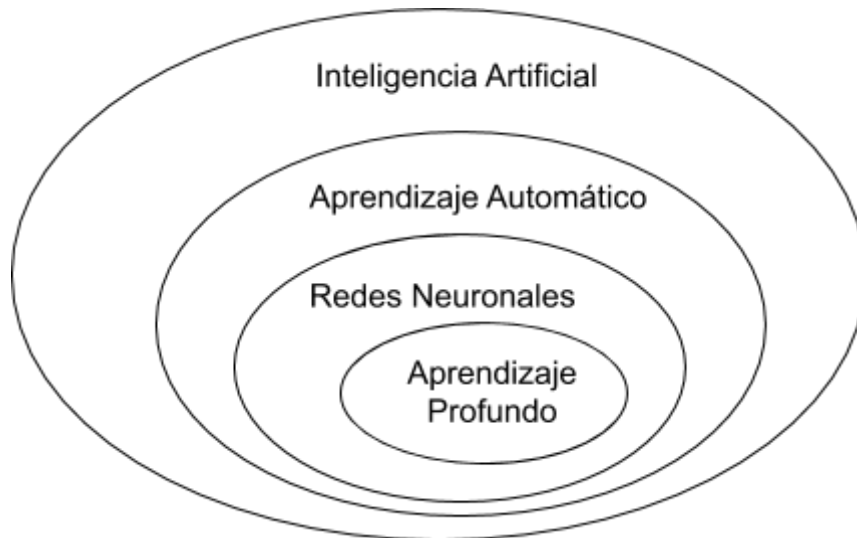 Inteligencia Artificial
Aprendizaje Automático
Redes Neuronales
Aprendizaje
Profundo